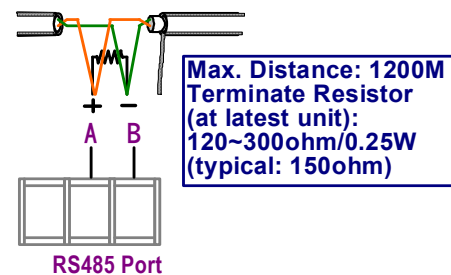 Max. Distance: 1200M
Terminate Resistor
(at latest unit):
120~300ohm/0.25W
(typical: 150ohm)
+ −
A B
RS485 Port